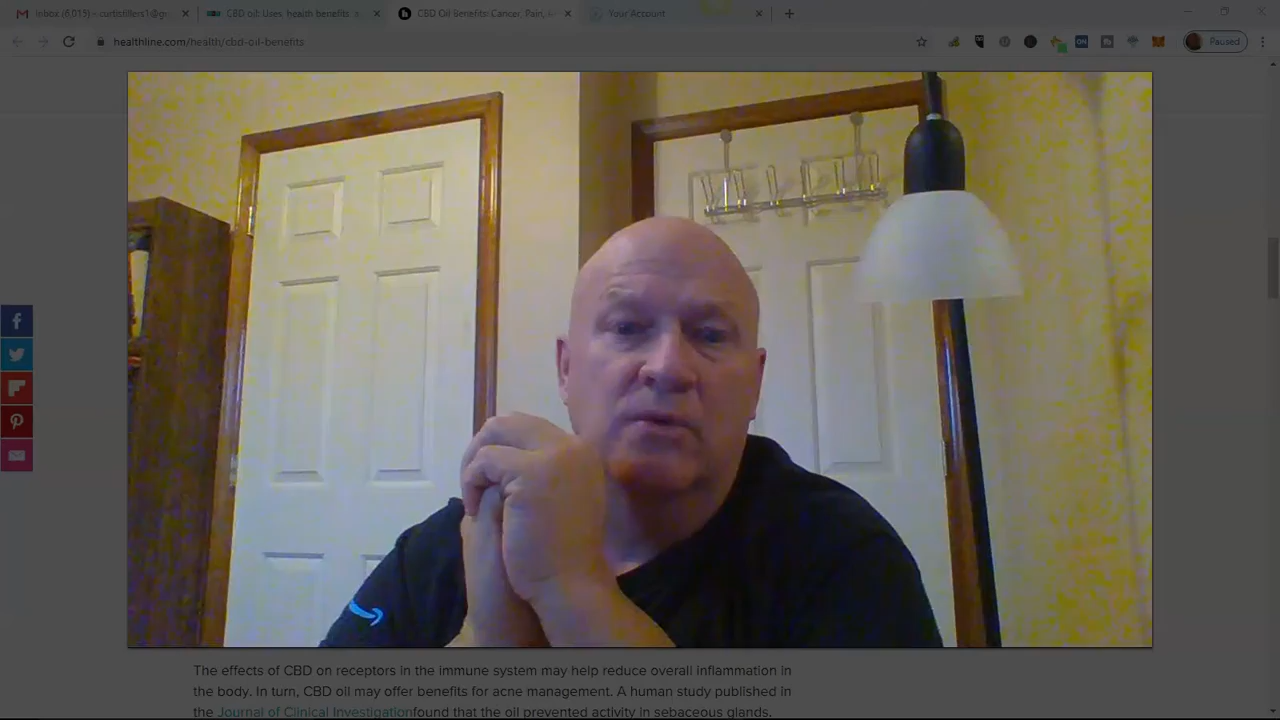 Inbox (6,015) - curtisfillers1@gr
CBD oil: Uses, health benefits a
CBD Oil Benefits: Cancer, Pain, A
Your Account
healthline.com/health/cbd-oil-benefits
ON
Paused
The effects of CBD on receptors in the immune system may help reduce overall inflammation in
the body. In turn, CBD oil may offer benefits for acne management. A human study published in
the Journal of Clinical Investigationfound that the oil prevented activity in sebaceous glands.